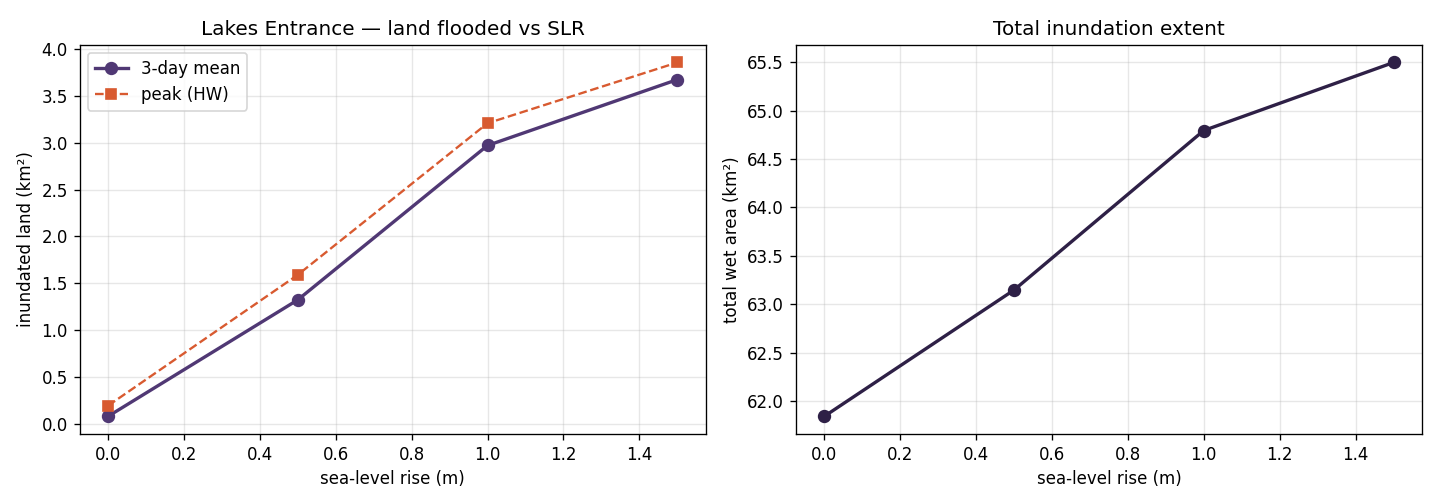 Lakes Entrance — land flooded vs SLR
3-day mean
peak (HW)
inundated land (km²)
4.0
3.5
3.0
2.5
2.0
1.5
1.0
0.5
0.0
0.0 0.2 0.4 0.6 0.8 1.0 1.2 1.4
sea-level rise (m)
Total inundation extent
total wet area (km²)
65.5
65.0
64.5
64.0
63.5
63.0
62.5
62.0
0.0 0.2 0.4 0.6 0.8 1.0 1.2 1.4
sea-level rise (m)